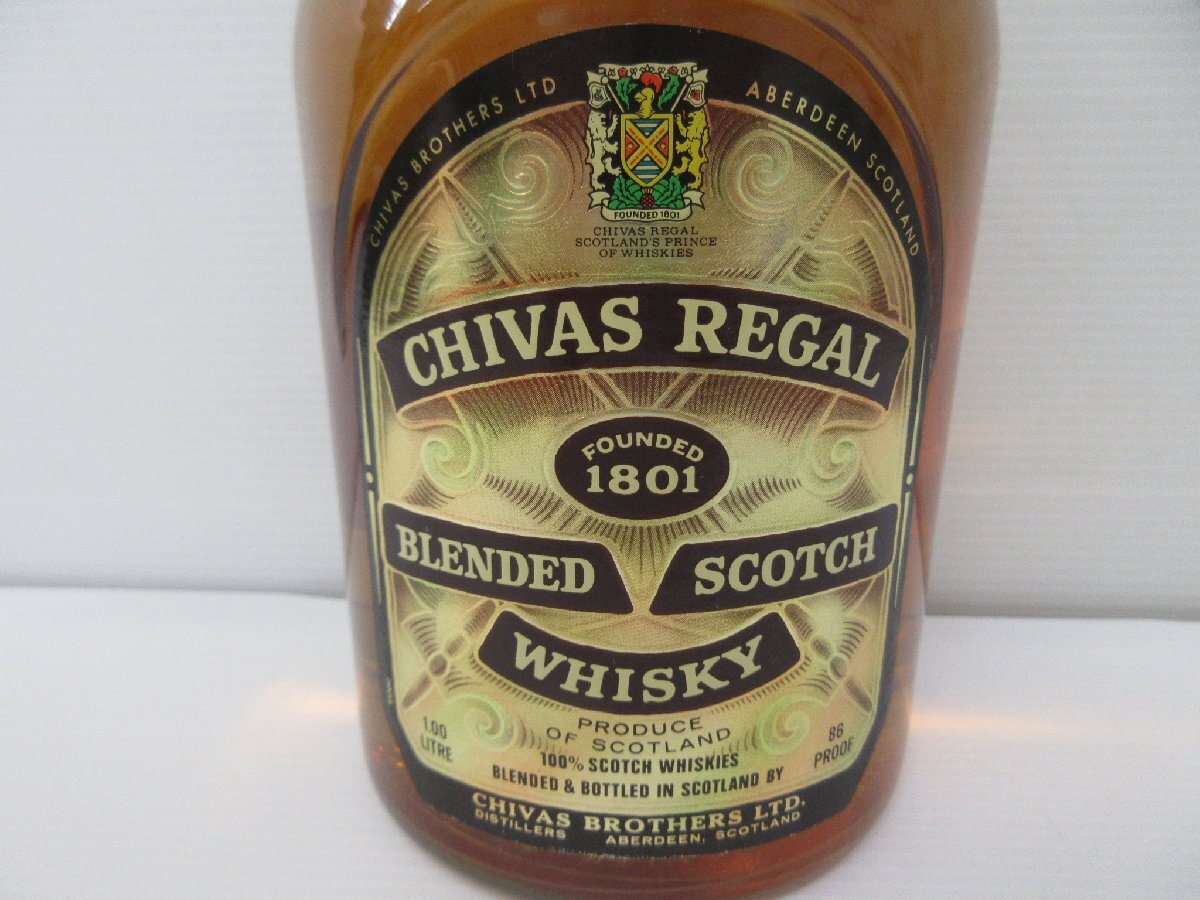 CHIVAS BROTHERS LTD ABERDEEN SCOTLAND
FOUNDED 1801
CHIVAS REGAL
SCOTLAND'S PRINCE
OF WHISKIES
CHIVAS REGAL
FOUNDED
1801
BLENDED SCOTCH
WHISKY
PRODUCE
OF SCOTLAND
1.00
LITRE
86
PROOF
100% SCOTCH WHISKIES
BLENDED & BOTTLED IN SCOTLAND BY
CHIVAS BROTHERS LTD.
DISTILLERS ABERDEEN, SCOTLAND